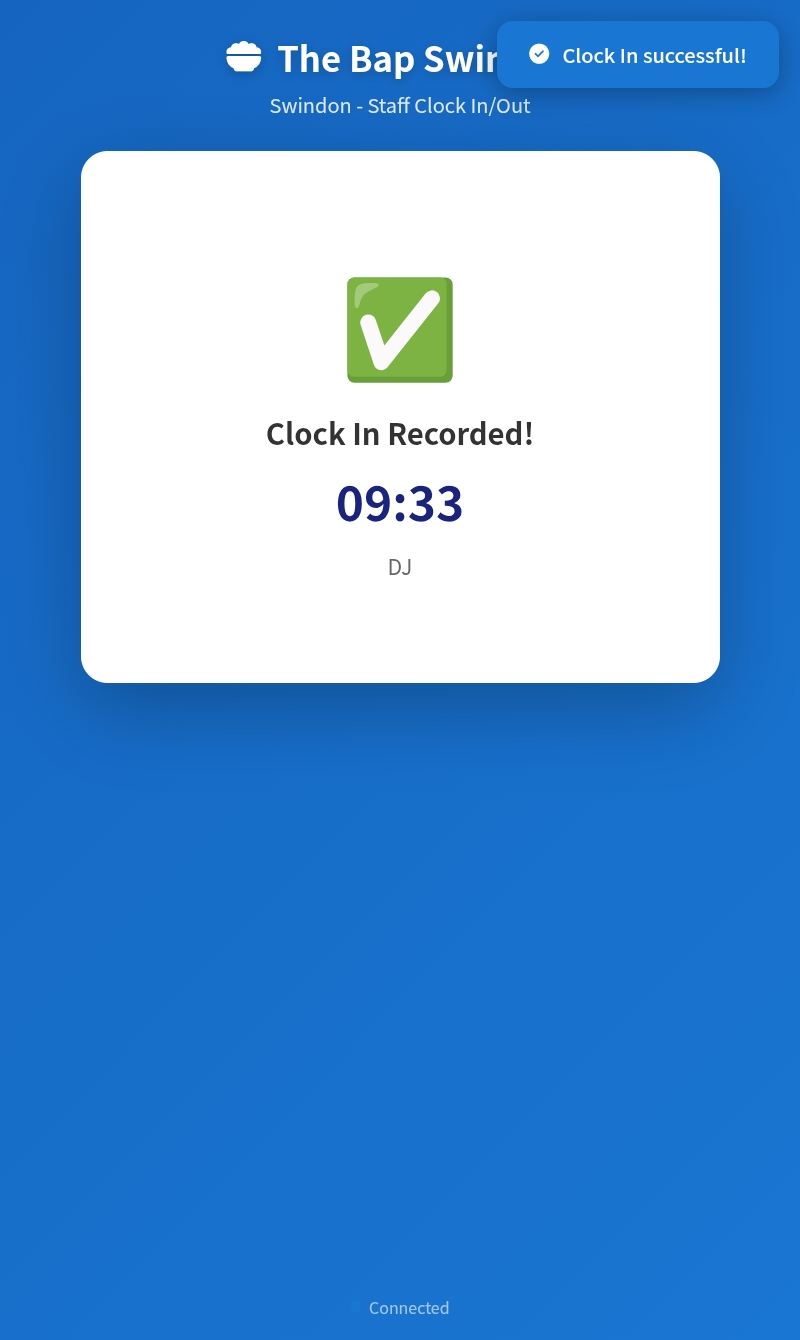 The Bap Swin
Clock In successful!
Swindon - Staff Clock In/Out
Clock In Recorded!
09:33
DJ
Connected